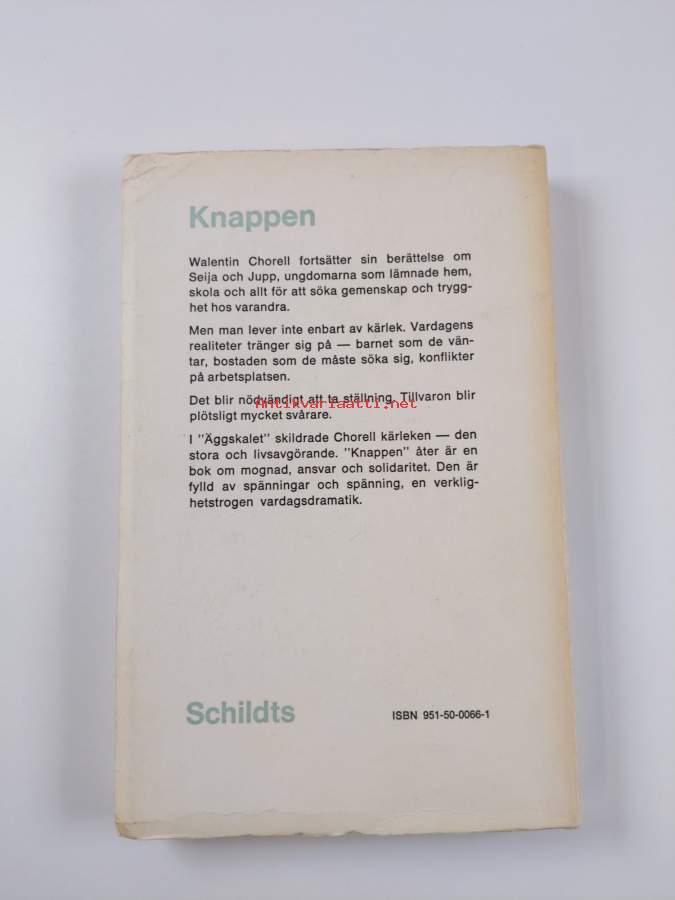 Knappen
Walentin Chorell fortsätter sin berättelse om
Seija och Jupp, ungdomarna som lämnade hem,
skola och allt för att söka gemenskap och trygg-
het hos varandra.
Men man lever inte enbart av kärlek. Vardagens
realiteter tränger sig på — barnet som de vän-
tar, bostaden som de måste söka sig, konflikter
på arbetsplatsen.
Det blir nödvändigt att ta ställning. Tillvaron blir
Antikvariaatti.net
plötsligt mycket svårare.
I "Äggskalet" skildrade Chorell kärleken — den
stora och livsavgörande. "Knappen" åter är en
bok om mognad, ansvar och solidaritet. Den är
fylld av spänningar och spänning, en verklig-
hetstrogen vardagsdramatik.
Schildts
ISBN 951-50-0066-1